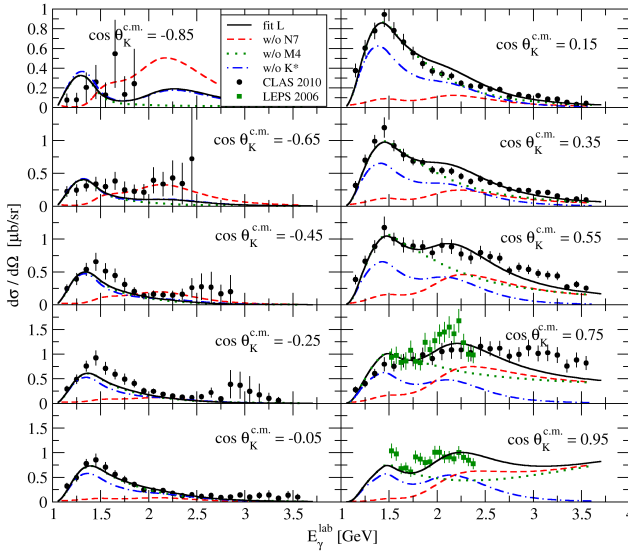 cos θ_K^c.m. = -0.85
fit L
w/o N7
w/o M4
w/o K*
CLAS 2010
LEPS 2006
cos θ_K^c.m. = 0.15
cos θ_K^c.m. = -0.65
cos θ_K^c.m. = 0.35
cos θ_K^c.m. = -0.45
cos θ_K^c.m. = 0.55
cos θ_K^c.m. = -0.25
cos θ_K^c.m. = 0.75
cos θ_K^c.m. = -0.05
cos θ_K^c.m. = 0.95
1
0.8
0.6
0.4
0.2
0
1
0.5
0
1
0.5
0
1.5
1
0.5
0
1.5
1
0.5
0
dσ / dΩ [μb/sr]
1 1.5 2 2.5 3 3.5 1 1.5 2 2.5 3 3.5 4
E_γ^lab [GeV]